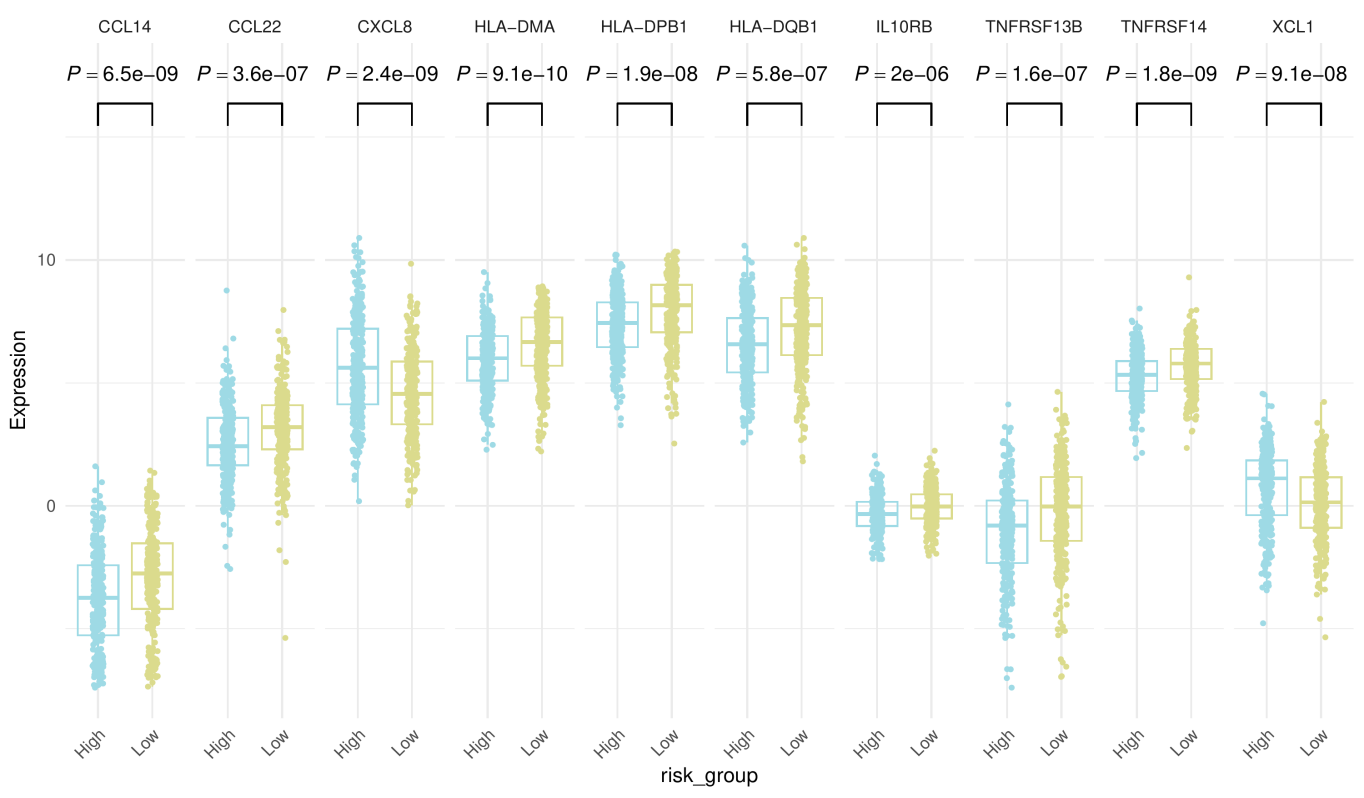 CCL14 CCL22 CXCL8 HLA−DMA HLA−DPB1 HLA−DQB1 IL10RB TNFRSF13B TNFRSF14 XCL1
P = 6.5e−09 P = 3.6e−07 P = 2.4e−09 P = 9.1e−10 P = 1.9e−08 P = 5.8e−07 P = 2e−06 P = 1.6e−07 P = 1.8e−09 P = 9.1e−08
10
0
Expression
High Low High Low High Low High Low High Low High Low High Low High Low High Low High Low
risk_group